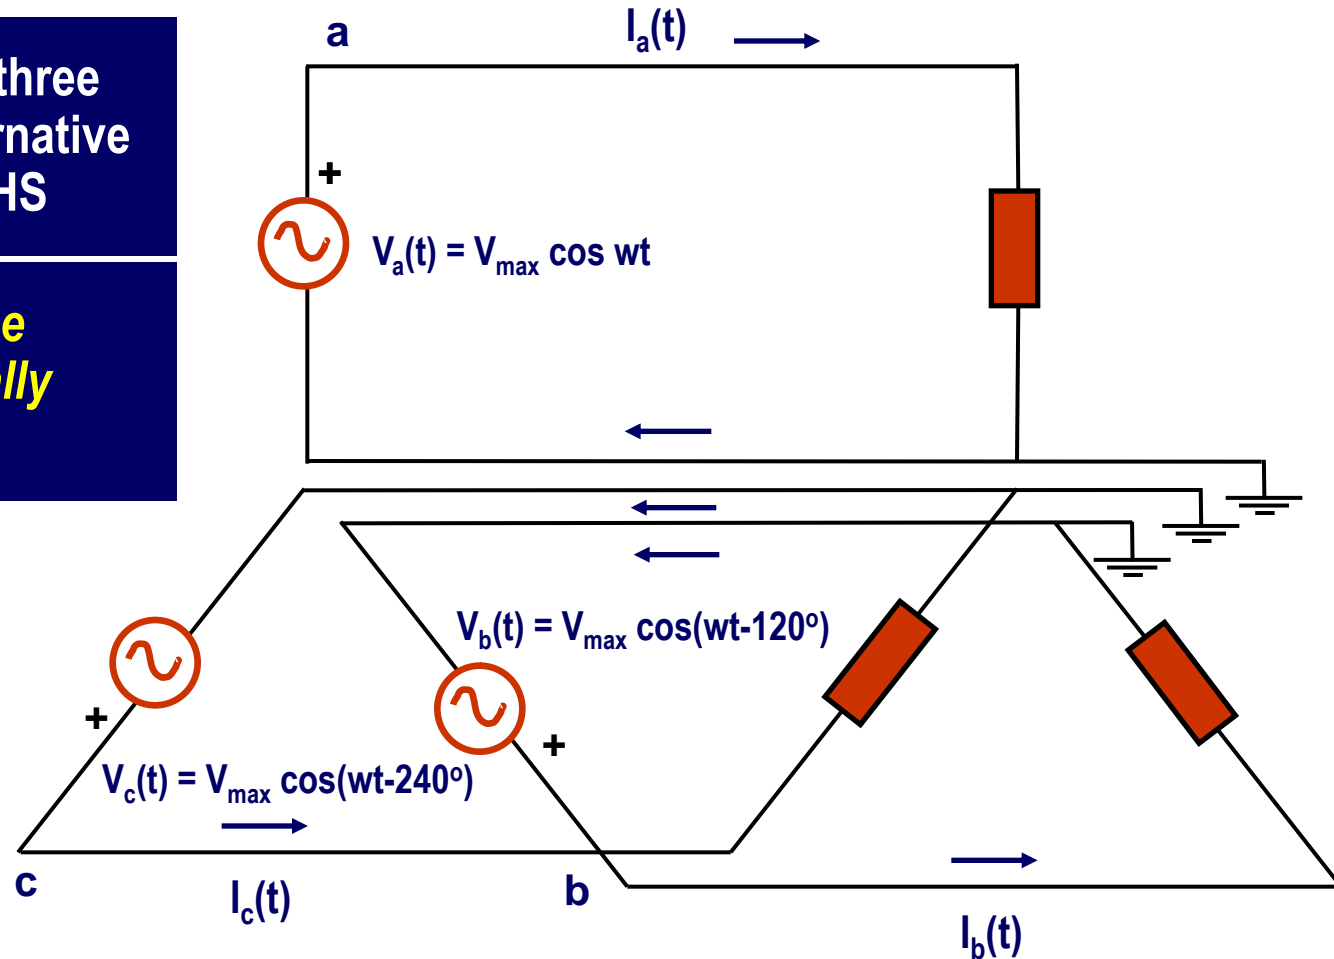 three
rnative
HS
e
lly
a
Ia(t)
+
Va(t) = Vmax cos wt
Vb(t) = Vmax cos(wt-120o)
+
+
Vc(t) = Vmax cos(wt-240o)
c
Ic(t)
b
Ib(t)